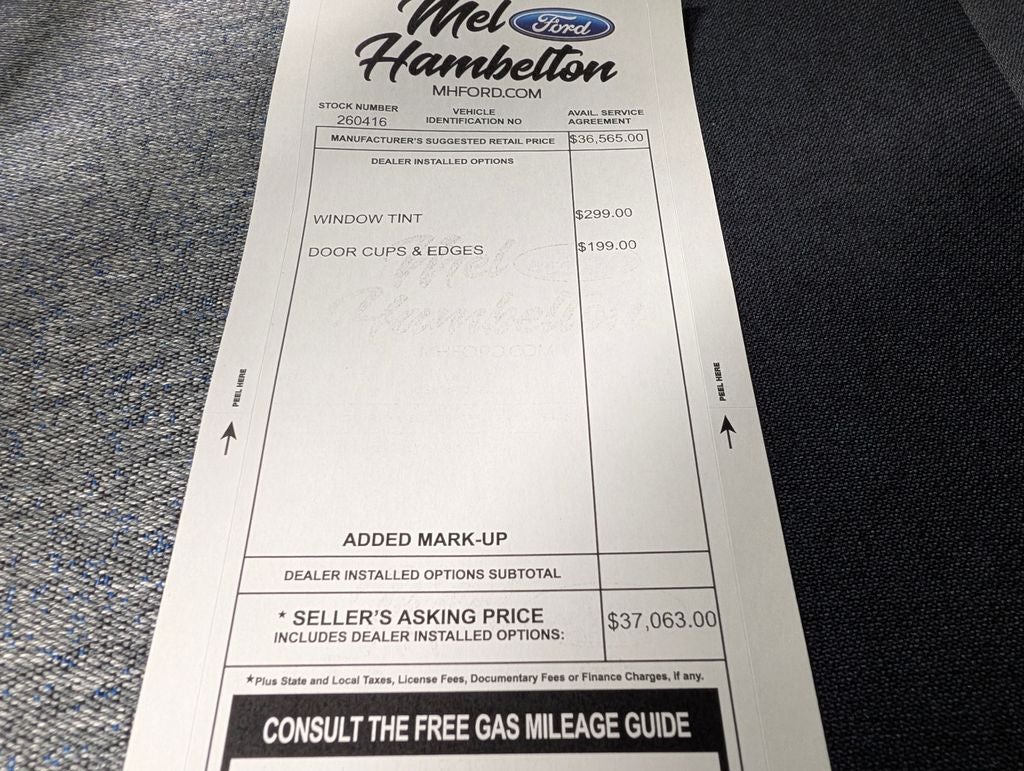 Mel Ford
Hambelton
MHFORD.COM
STOCK NUMBER
260416
VEHICLE
IDENTIFICATION NO
AVAIL. SERVICE
AGREEMENT
MANUFACTURER'S SUGGESTED RETAIL PRICE $36,565.00
DEALER INSTALLED OPTIONS
WINDOW TINT $299.00
DOOR CUPS & EDGES $199.00
Mel
Hambelton
PEEL HERE
PEEL HERE
ADDED MARK-UP
DEALER INSTALLED OPTIONS SUBTOTAL
* SELLER'S ASKING PRICE $37,063.00
INCLUDES DEALER INSTALLED OPTIONS:
*Plus State and Local Taxes, License Fees, Documentary Fees or Finance Charges, if any.
CONSULT THE FREE GAS MILEAGE GUIDE